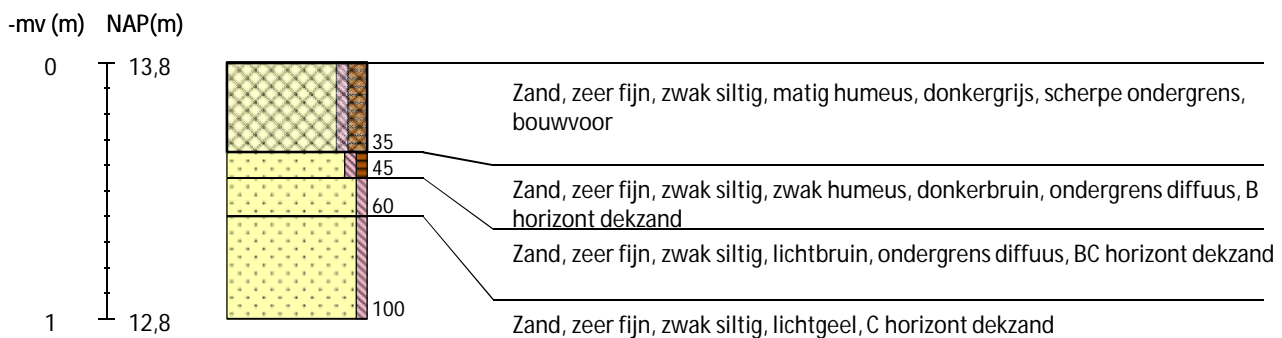 -mv (m) NAP(m)
0 13,8
Zand, zeer fijn, zwak siltig, matig humeus, donkergrijs, scherpe ondergrens,
bouwvoor
35
45
Zand, zeer fijn, zwak siltig, zwak humeus, donkerbruin, ondergrens diffuus, B
horizont dekzand
60
Zand, zeer fijn, zwak siltig, lichtbruin, ondergrens diffuus, BC horizont dekzand
100
1 12,8
Zand, zeer fijn, zwak siltig, lichtgeel, C horizont dekzand